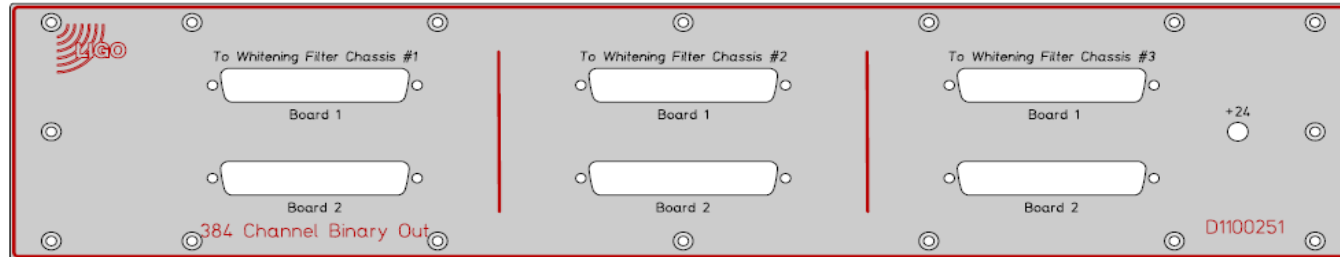 LIGO
To Whitening Filter Chassis #1
To Whitening Filter Chassis #2
To Whitening Filter Chassis #3
Board 1
Board 1
Board 1
+24
Board 2
Board 2
Board 2
384 Channel Binary Out
D1100251